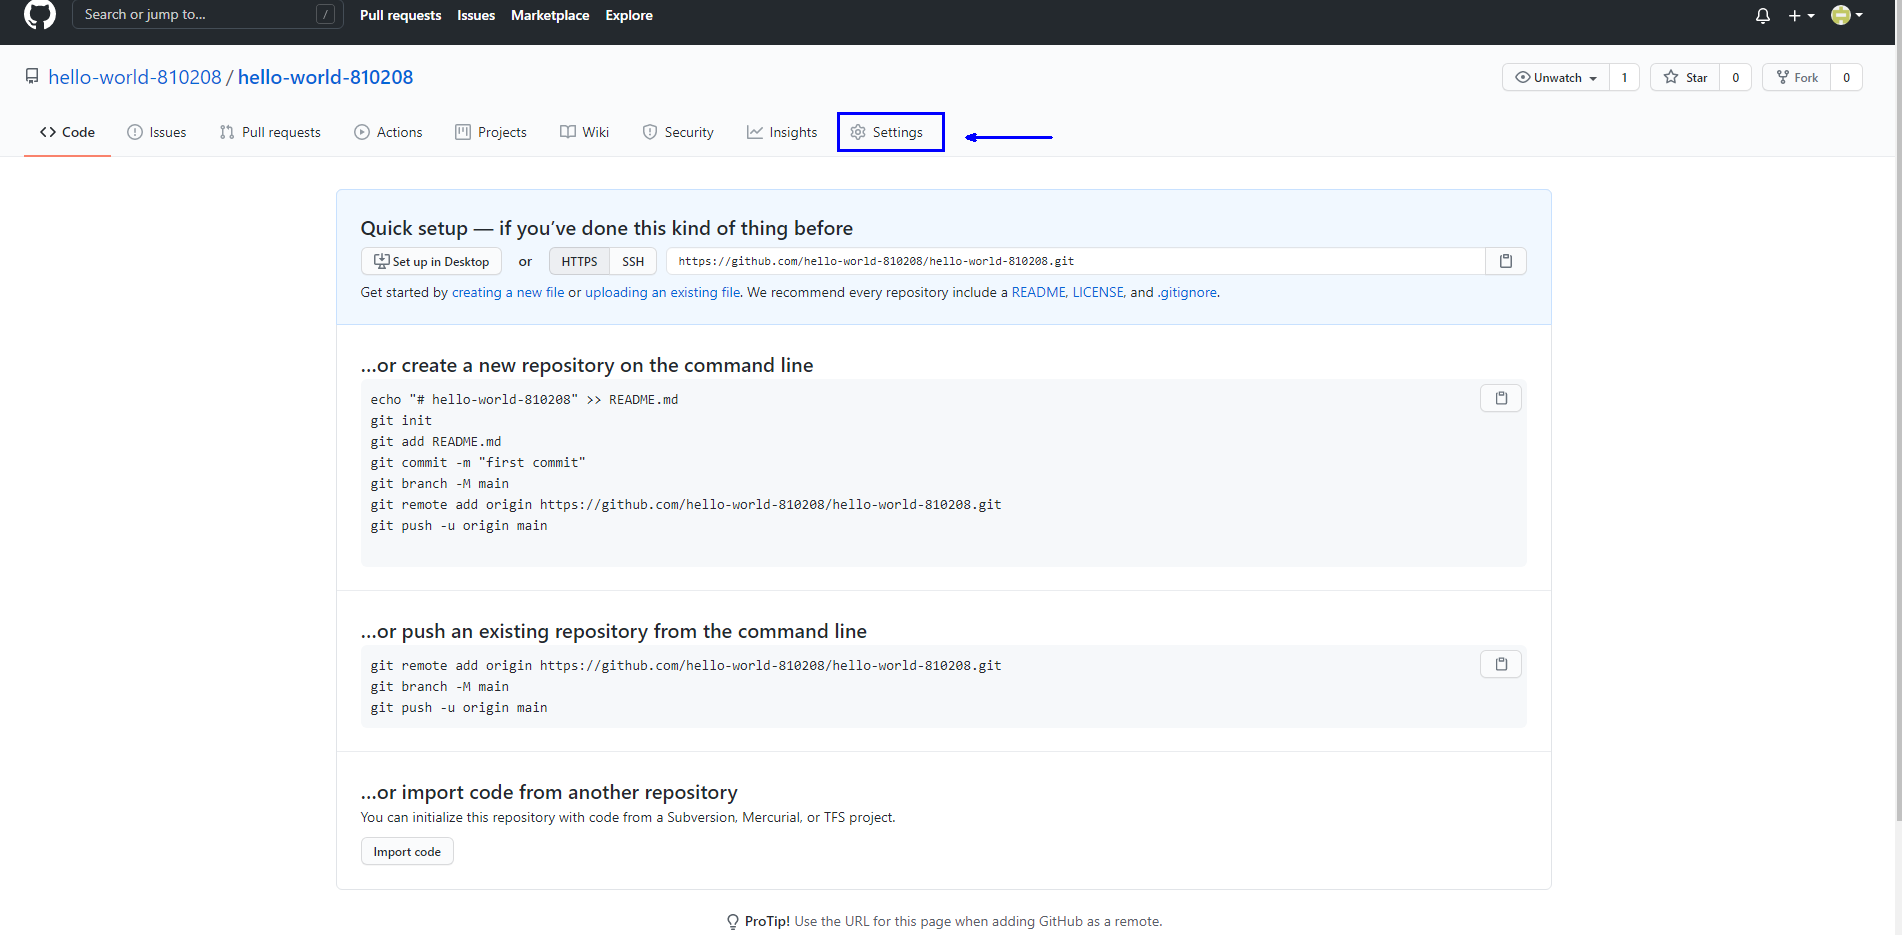 Search or jump to... /
Pull requests Issues Marketplace Explore
hello-world-810208 / hello-world-810208
Unwatch 1 Star 0 Fork 0
Code Issues Pull requests Actions Projects Wiki Security Insights Settings
Quick setup — if you’ve done this kind of thing before
Set up in Desktop or HTTPS SSH https://github.com/hello-world-810208/hello-world-810208.git
Get started by creating a new file or uploading an existing file. We recommend every repository include a README, LICENSE, and .gitignore.
…or create a new repository on the command line
echo "# hello-world-810208" >> README.md
git init
git add README.md
git commit -m "first commit"
git branch -M main
git remote add origin https://github.com/hello-world-810208/hello-world-810208.git
git push -u origin main
…or push an existing repository from the command line
git remote add origin https://github.com/hello-world-810208/hello-world-810208.git
git branch -M main
git push -u origin main
…or import code from another repository
You can initialize this repository with code from a Subversion, Mercurial, or TFS project.
Import code
ProTip! Use the URL for this page when adding GitHub as a remote.